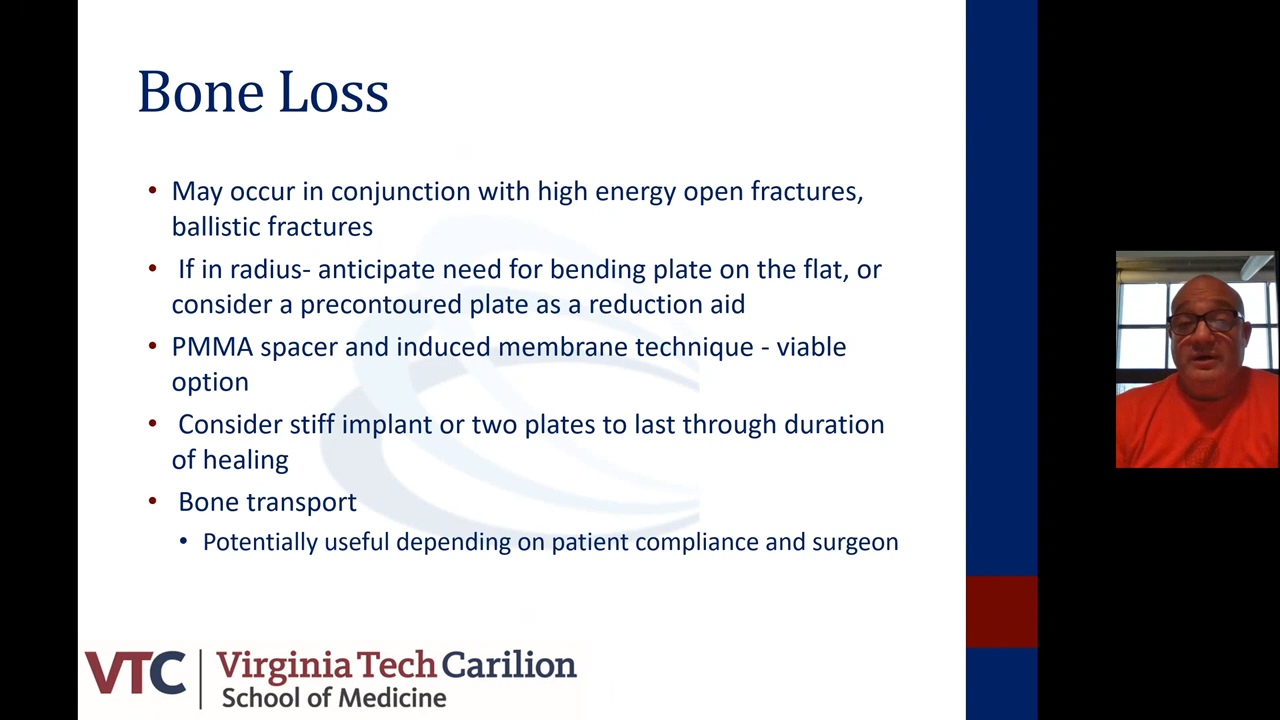 Bone Loss
• May occur in conjunction with high energy open fractures,
ballistic fractures
• If in radius- anticipate need for bending plate on the flat, or
consider a precontoured plate as a reduction aid
• PMMA spacer and induced membrane technique - viable
option
• Consider stiff implant or two plates to last through duration
of healing
• Bone transport
• Potentially useful depending on patient compliance and surgeon
VTC Virginia Tech Carilion
School of Medicine